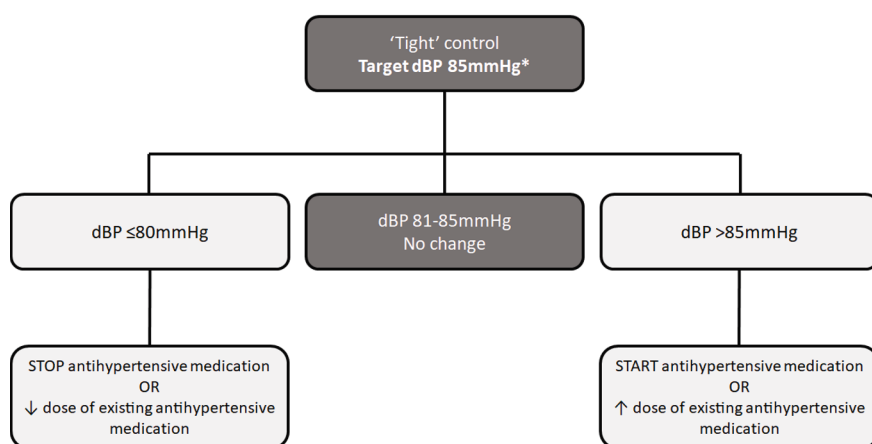 ‘Tight’ control
Target dBP 85mmHg*
dBP ≤80mmHg
dBP 81-85mmHg
No change
dBP >85mmHg
STOP antihypertensive medication
OR
↓ dose of existing antihypertensive
medication
START antihypertensive medication
OR
↑ dose of existing antihypertensive
medication